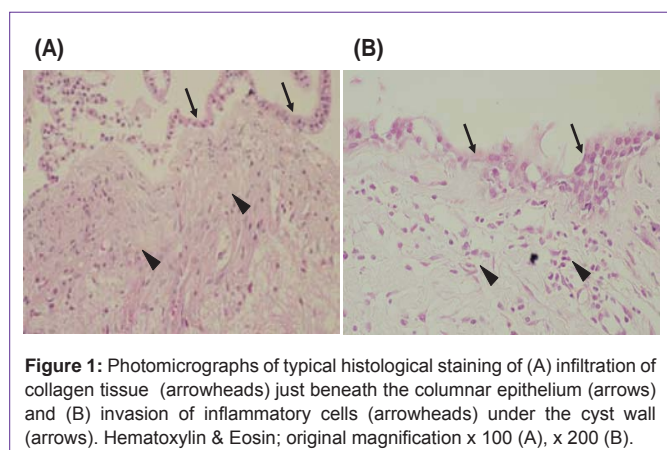 (A)
(B)
Figure 1: Photomicrographs of typical histological staining of (A) infiltration of
collagen tissue (arrowheads) just beneath the columnar epithelium (arrows)
and (B) invasion of inflammatory cells (arrowheads) under the cyst wall
(arrows). Hematoxylin & Eosin; original magnification x 100 (A), x 200 (B).